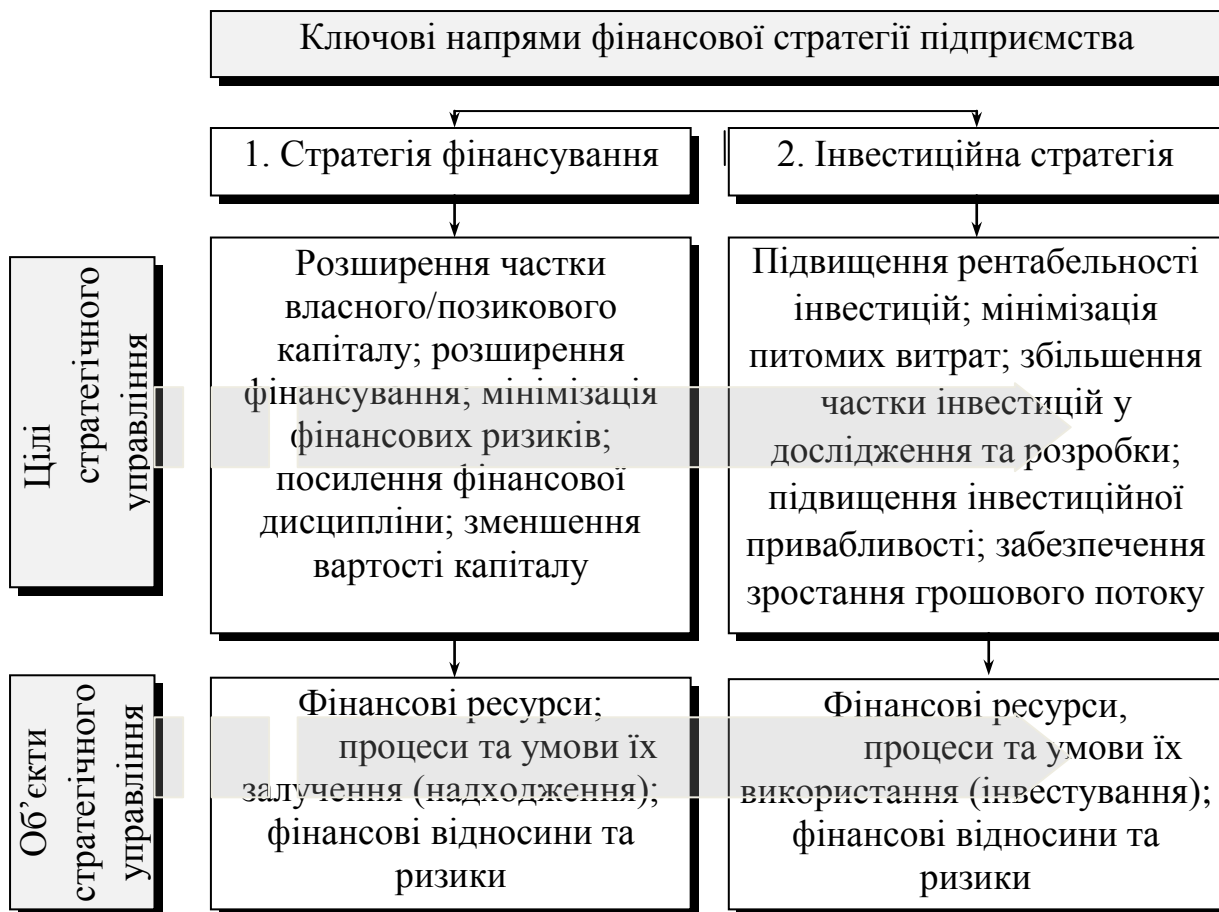 Ключові напрями фінансової стратегії підприємства
1. Стратегія фінансування
2. Інвестиційна стратегія
Цілі
стратегічного
управління
Розширення частки
власного/позикового
капіталу; розширення
фінансування; мінімізація
фінансових ризиків;
посилення фінансової
дисципліни; зменшення
вартості капіталу
Підвищення рентабельності
інвестицій; мінімізація
питомих витрат; збільшення
частки інвестицій у
дослідження та розробки;
підвищення інвестиційної
привабливості; забезпечення
зростання грошового потоку
Об’єкти
стратегічного
управління
Фінансові ресурси;
процеси та умови їх
залучення (надходження);
фінансові відносини та
ризики
Фінансові ресурси,
процеси та умови їх
використання (інвестування);
фінансові відносини та
ризики